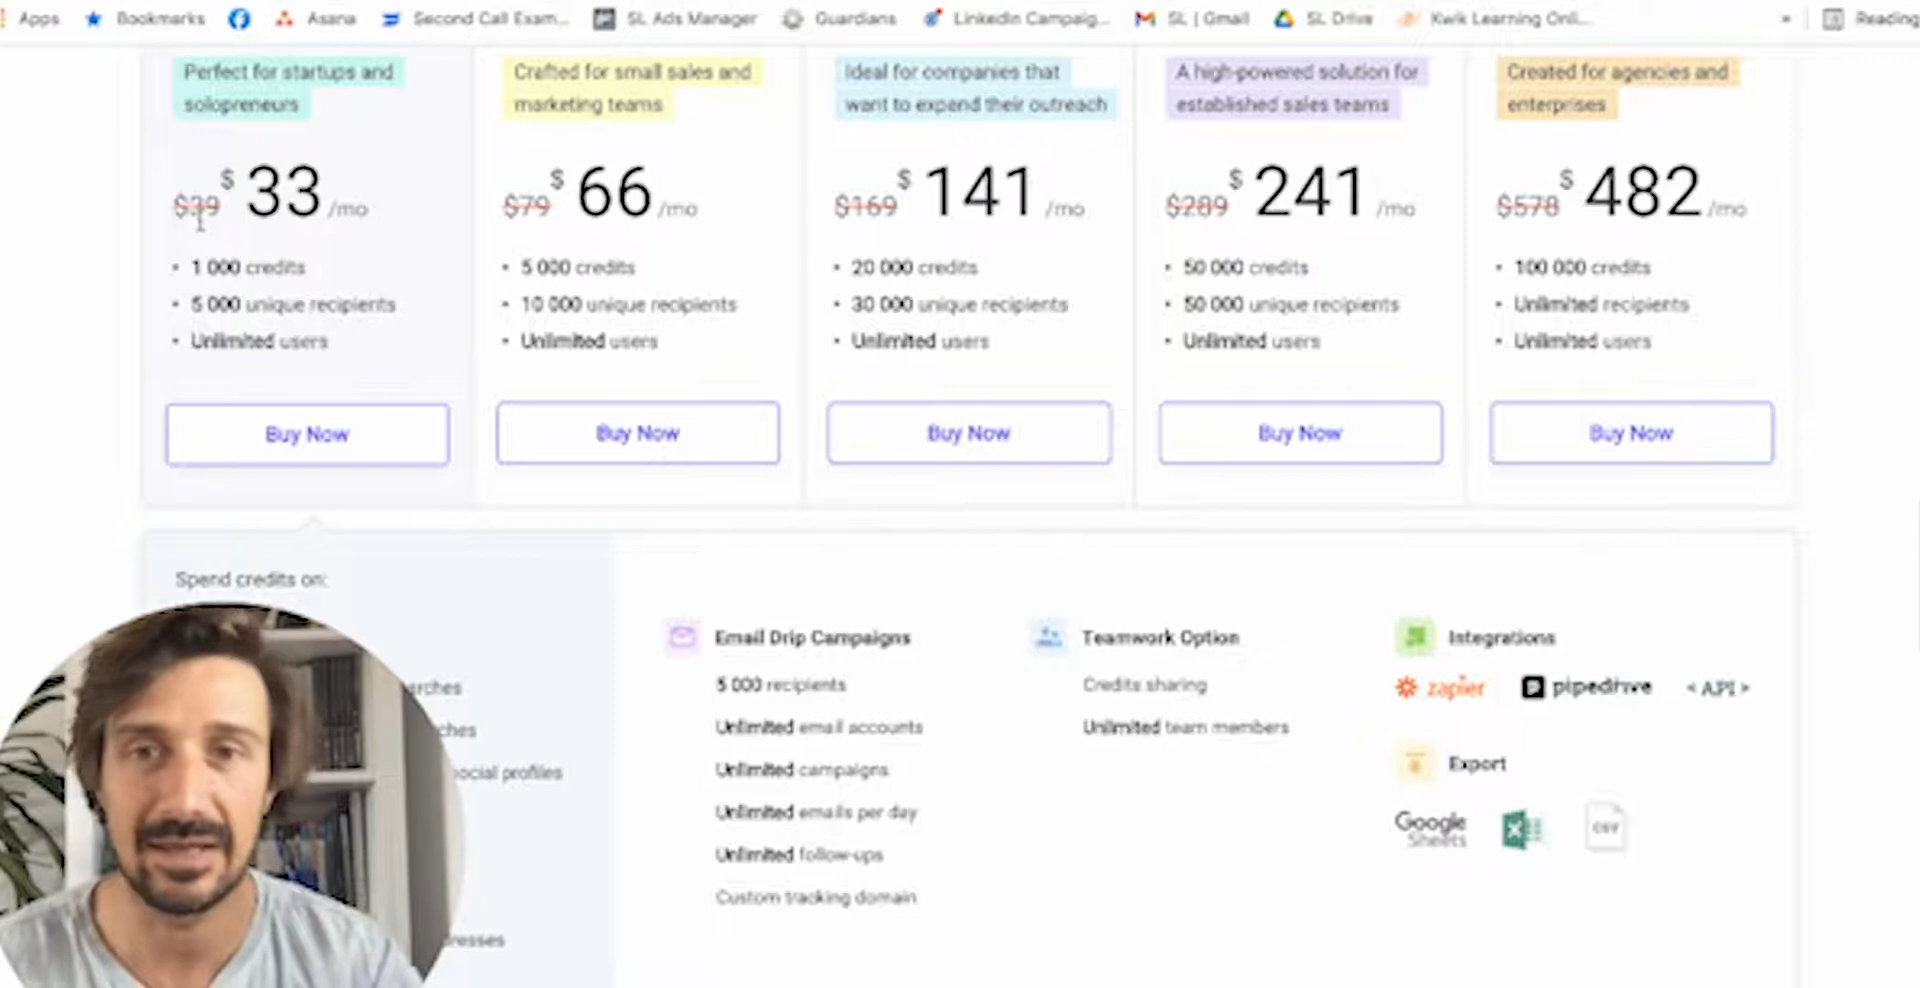 Apps Bookmarks Asana Second Call Exam... SL Ads Manager Guardians LinkedIn Campaig... SL | Gmail SL Drive Kwik Learning Onli... » Reading
Perfect for startups and
solopreneurs
$39 $ 33 /mo
• 1 000 credits
• 5 000 unique recipients
• Unlimited users
Buy Now
Crafted for small sales and
marketing teams
$79 $ 66 /mo
• 5 000 credits
• 10 000 unique recipients
• Unlimited users
Buy Now
Ideal for companies that
want to expand their outreach
$169 $ 141 /mo
• 20 000 credits
• 30 000 unique recipients
• Unlimited users
Buy Now
A high-powered solution for
established sales teams
$289 $ 241 /mo
• 50 000 credits
• 50 000 unique recipients
• Unlimited users
Buy Now
Created for agencies and
enterprises
$578 $ 482 /mo
• 100 000 credits
• Unlimited recipients
• Unlimited users
Buy Now
Spend credits on:
arches
ches
ocial profiles
resses
Email Drip Campaigns
5 000 recipients
Unlimited email accounts
Unlimited campaigns
Unlimited emails per day
Unlimited follow-ups
Custom tracking domain
Teamwork Option
Credits sharing
Unlimited team members
Integrations
zapier pipedrive <API>
Export
Google
Sheets
X
CSV